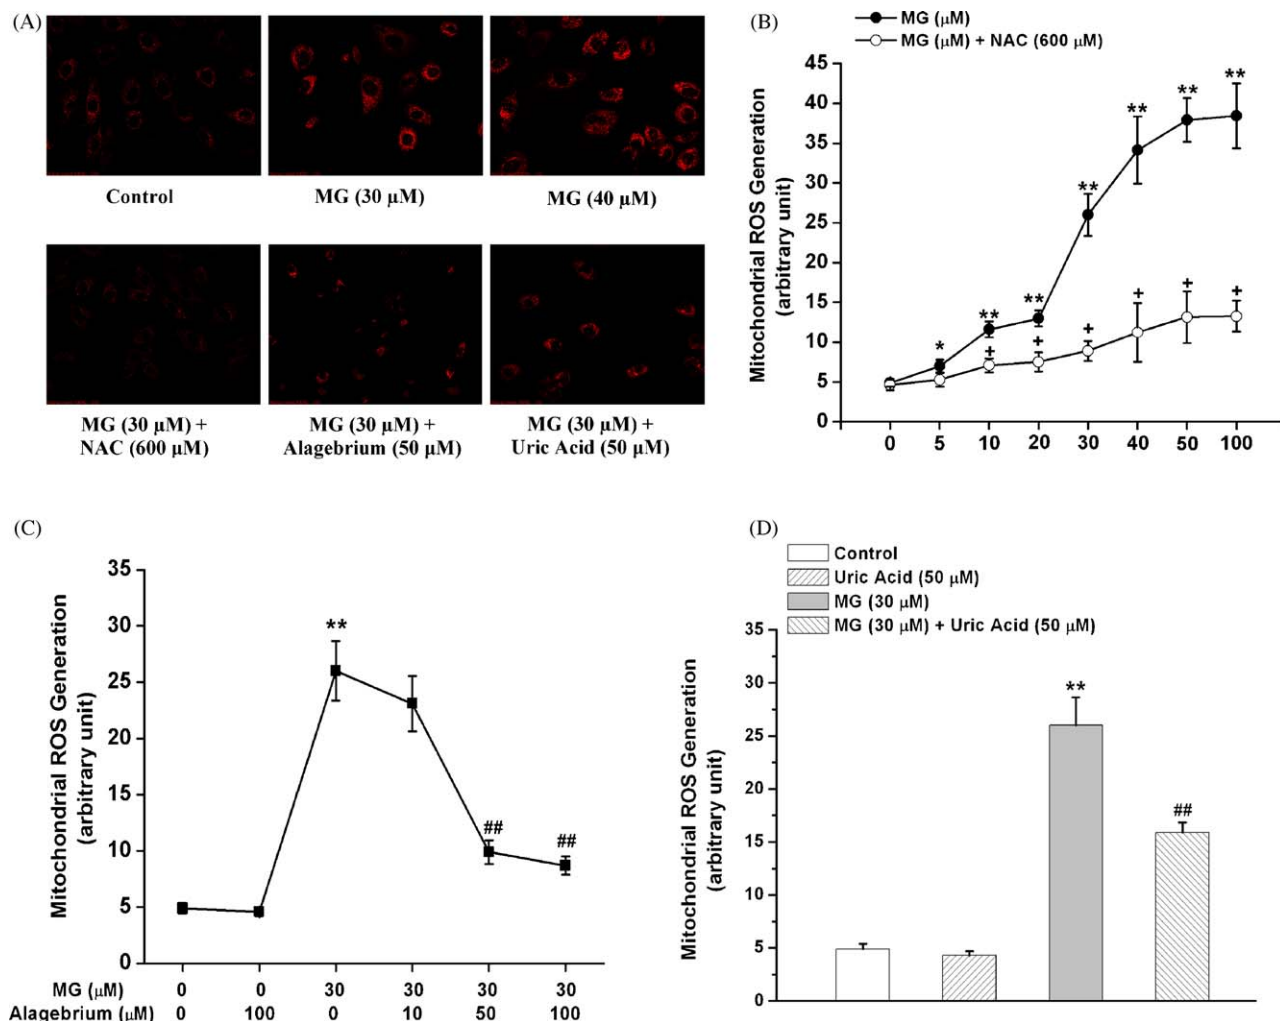 (A)
Control
MG (30 μM)
MG (40 μM)
MG (30 μM) +
NAC (600 μM)
MG (30 μM) +
Alagebrium (50 μM)
MG (30 μM) +
Uric Acid (50 μM)
(B)
MG (μM)
MG (μM) + NAC (600 μM)
Mitochondrial ROS Generation
(arbitrary unit)
45
40
35
30
25
20
15
10
5
0
* ** ** ** ** ** **
+ + + + + +
0 5 10 20 30 40 50 100
(C)
Mitochondrial ROS Generation
(arbitrary unit)
35
30
25
20
15
10
5
0
**
##
##
MG (μM) 0 0 30 30 30 30
Alagebrium (μM) 0 100 0 10 50 100
(D)
Control
Uric Acid (50 μM)
MG (30 μM)
MG (30 μM) + Uric Acid (50 μM)
Mitochondrial ROS Generation
(arbitrary unit)
35
30
25
20
15
10
5
0
**
##